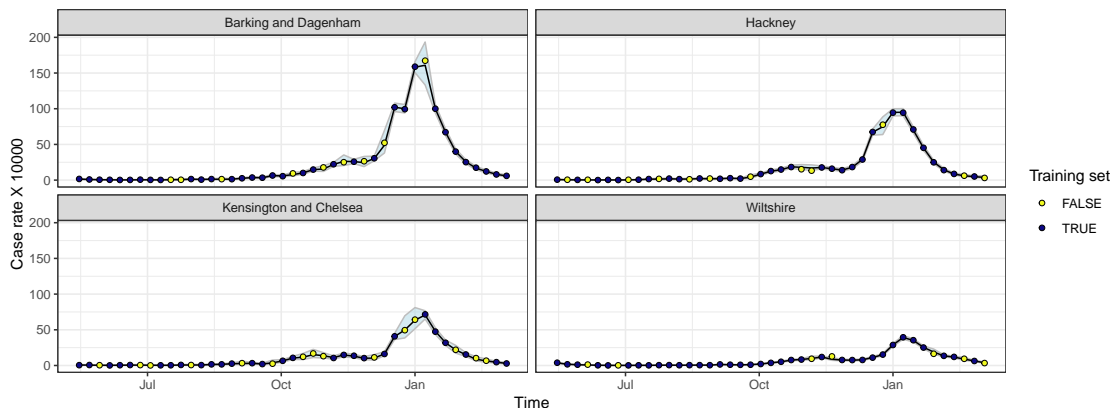 Barking and Dagenham
Hackney
200
150
100
50
0
Kensington and Chelsea
Wiltshire
200
150
100
50
0
Jul
Oct
Jan
Jul
Oct
Jan
Time
Case rate X 10000
Training set
FALSE
TRUE